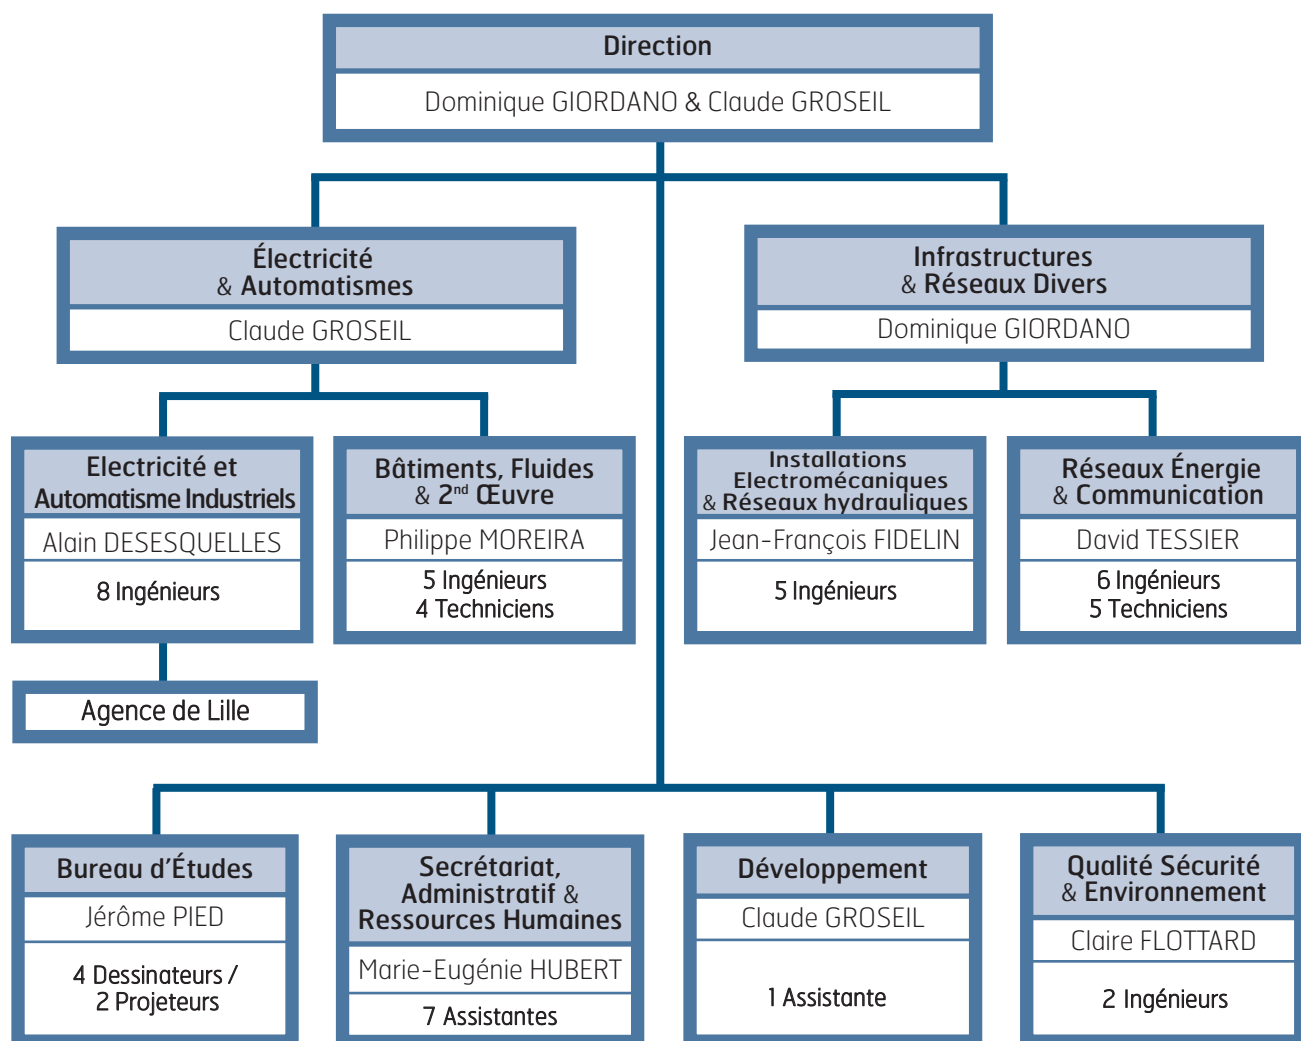 Direction
Dominique GIORDANO & Claude GROSEIL
Électricité
& Automatismes
Claude GROSEIL
Infrastructures
& Réseaux Divers
Dominique GIORDANO
Electricité et
Automatisme Industriels
Alain DESESQUELLES
8 Ingénieurs
Bâtiments, Fluides
& 2nd Œuvre
Philippe MOREIRA
5 Ingénieurs
4 Techniciens
Installations
Electromécaniques
& Réseaux hydrauliques
Jean-François FIDELIN
5 Ingénieurs
Réseaux Énergie
& Communication
David TESSIER
6 Ingénieurs
5 Techniciens
Agence de Lille
Bureau d'Études
Jérôme PIED
4 Dessinateurs /
2 Projeteurs
Secrétariat,
Administratif &
Ressources Humaines
Marie-Eugénie HUBERT
7 Assistantes
Développement
Claude GROSEIL
1 Assistante
Qualité Sécurité
& Environnement
Claire FLOTTARD
2 Ingénieurs